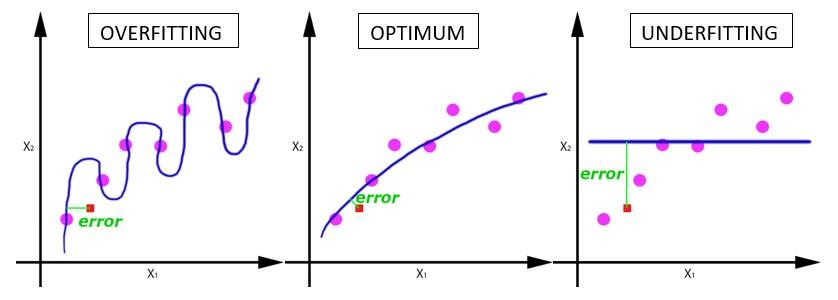 OVERFITTING
X₂
error
X₁
OPTIMUM
X₂
error
X₁
UNDERFITTING
X₂
error
X₁